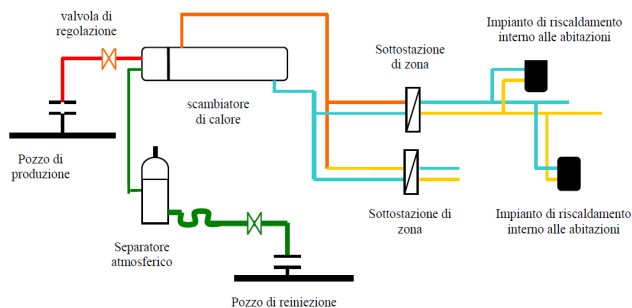 valvola di
regolazione
Pozzo di
produzione
scambiatore
di calore
Separatore
atmosferico
Pozzo di reiniezione
Sottostazione
di zona
Sottostazione di
zona
Impianto di riscaldamento
interno alle abitazioni
Impianto di riscaldamento
interno alle abitazioni